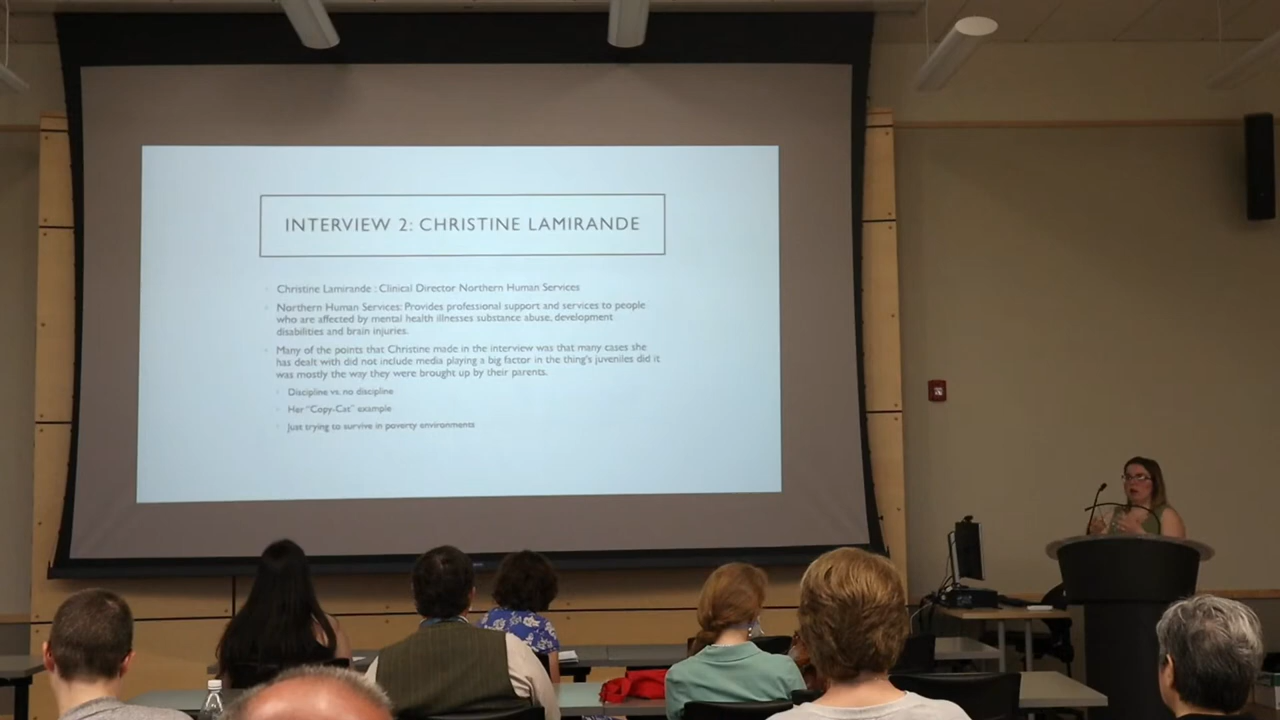 INTERVIEW 2: CHRISTINE LAMIRANDE
Christine Lamirande : Clinical Director Northern Human Services
Northern Human Services: Provides professional support and services to people
who are affected by mental health illnesses substance abuse, development
disabilities and brain injuries.
Many of the points that Christine made in the interview was that many cases she
has dealt with did not include media playing a big factor in the thing's juveniles did it
was mostly the way they were brought up by their parents.
Discipline vs. no discipline
Her "Copy-Cat" example
Just trying to survive in poverty environments